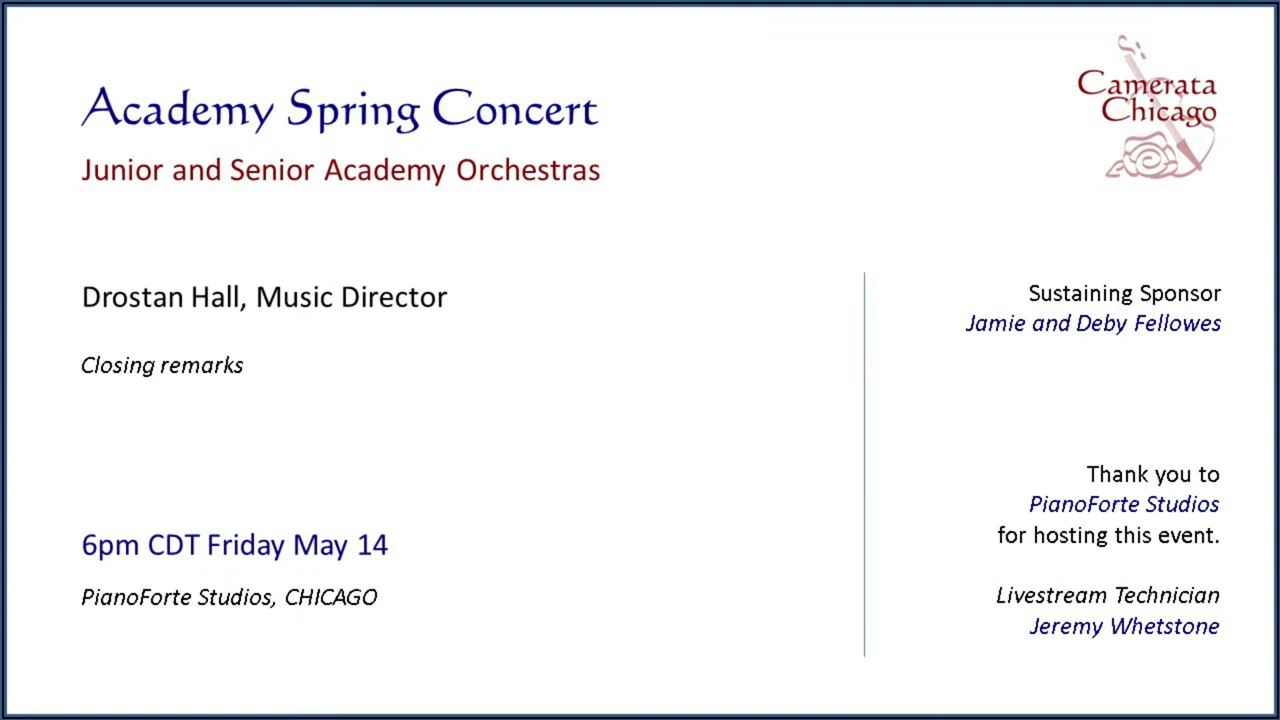 Academy Spring Concert
Junior and Senior Academy Orchestras
Camerata
Chicago
Drostan Hall, Music Director
Closing remarks
6pm CDT Friday May 14
PianoForte Studios, CHICAGO
Sustaining Sponsor
Jamie and Deby Fellowes
Thank you to
PianoForte Studios
for hosting this event.
Livestream Technician
Jeremy Whetstone